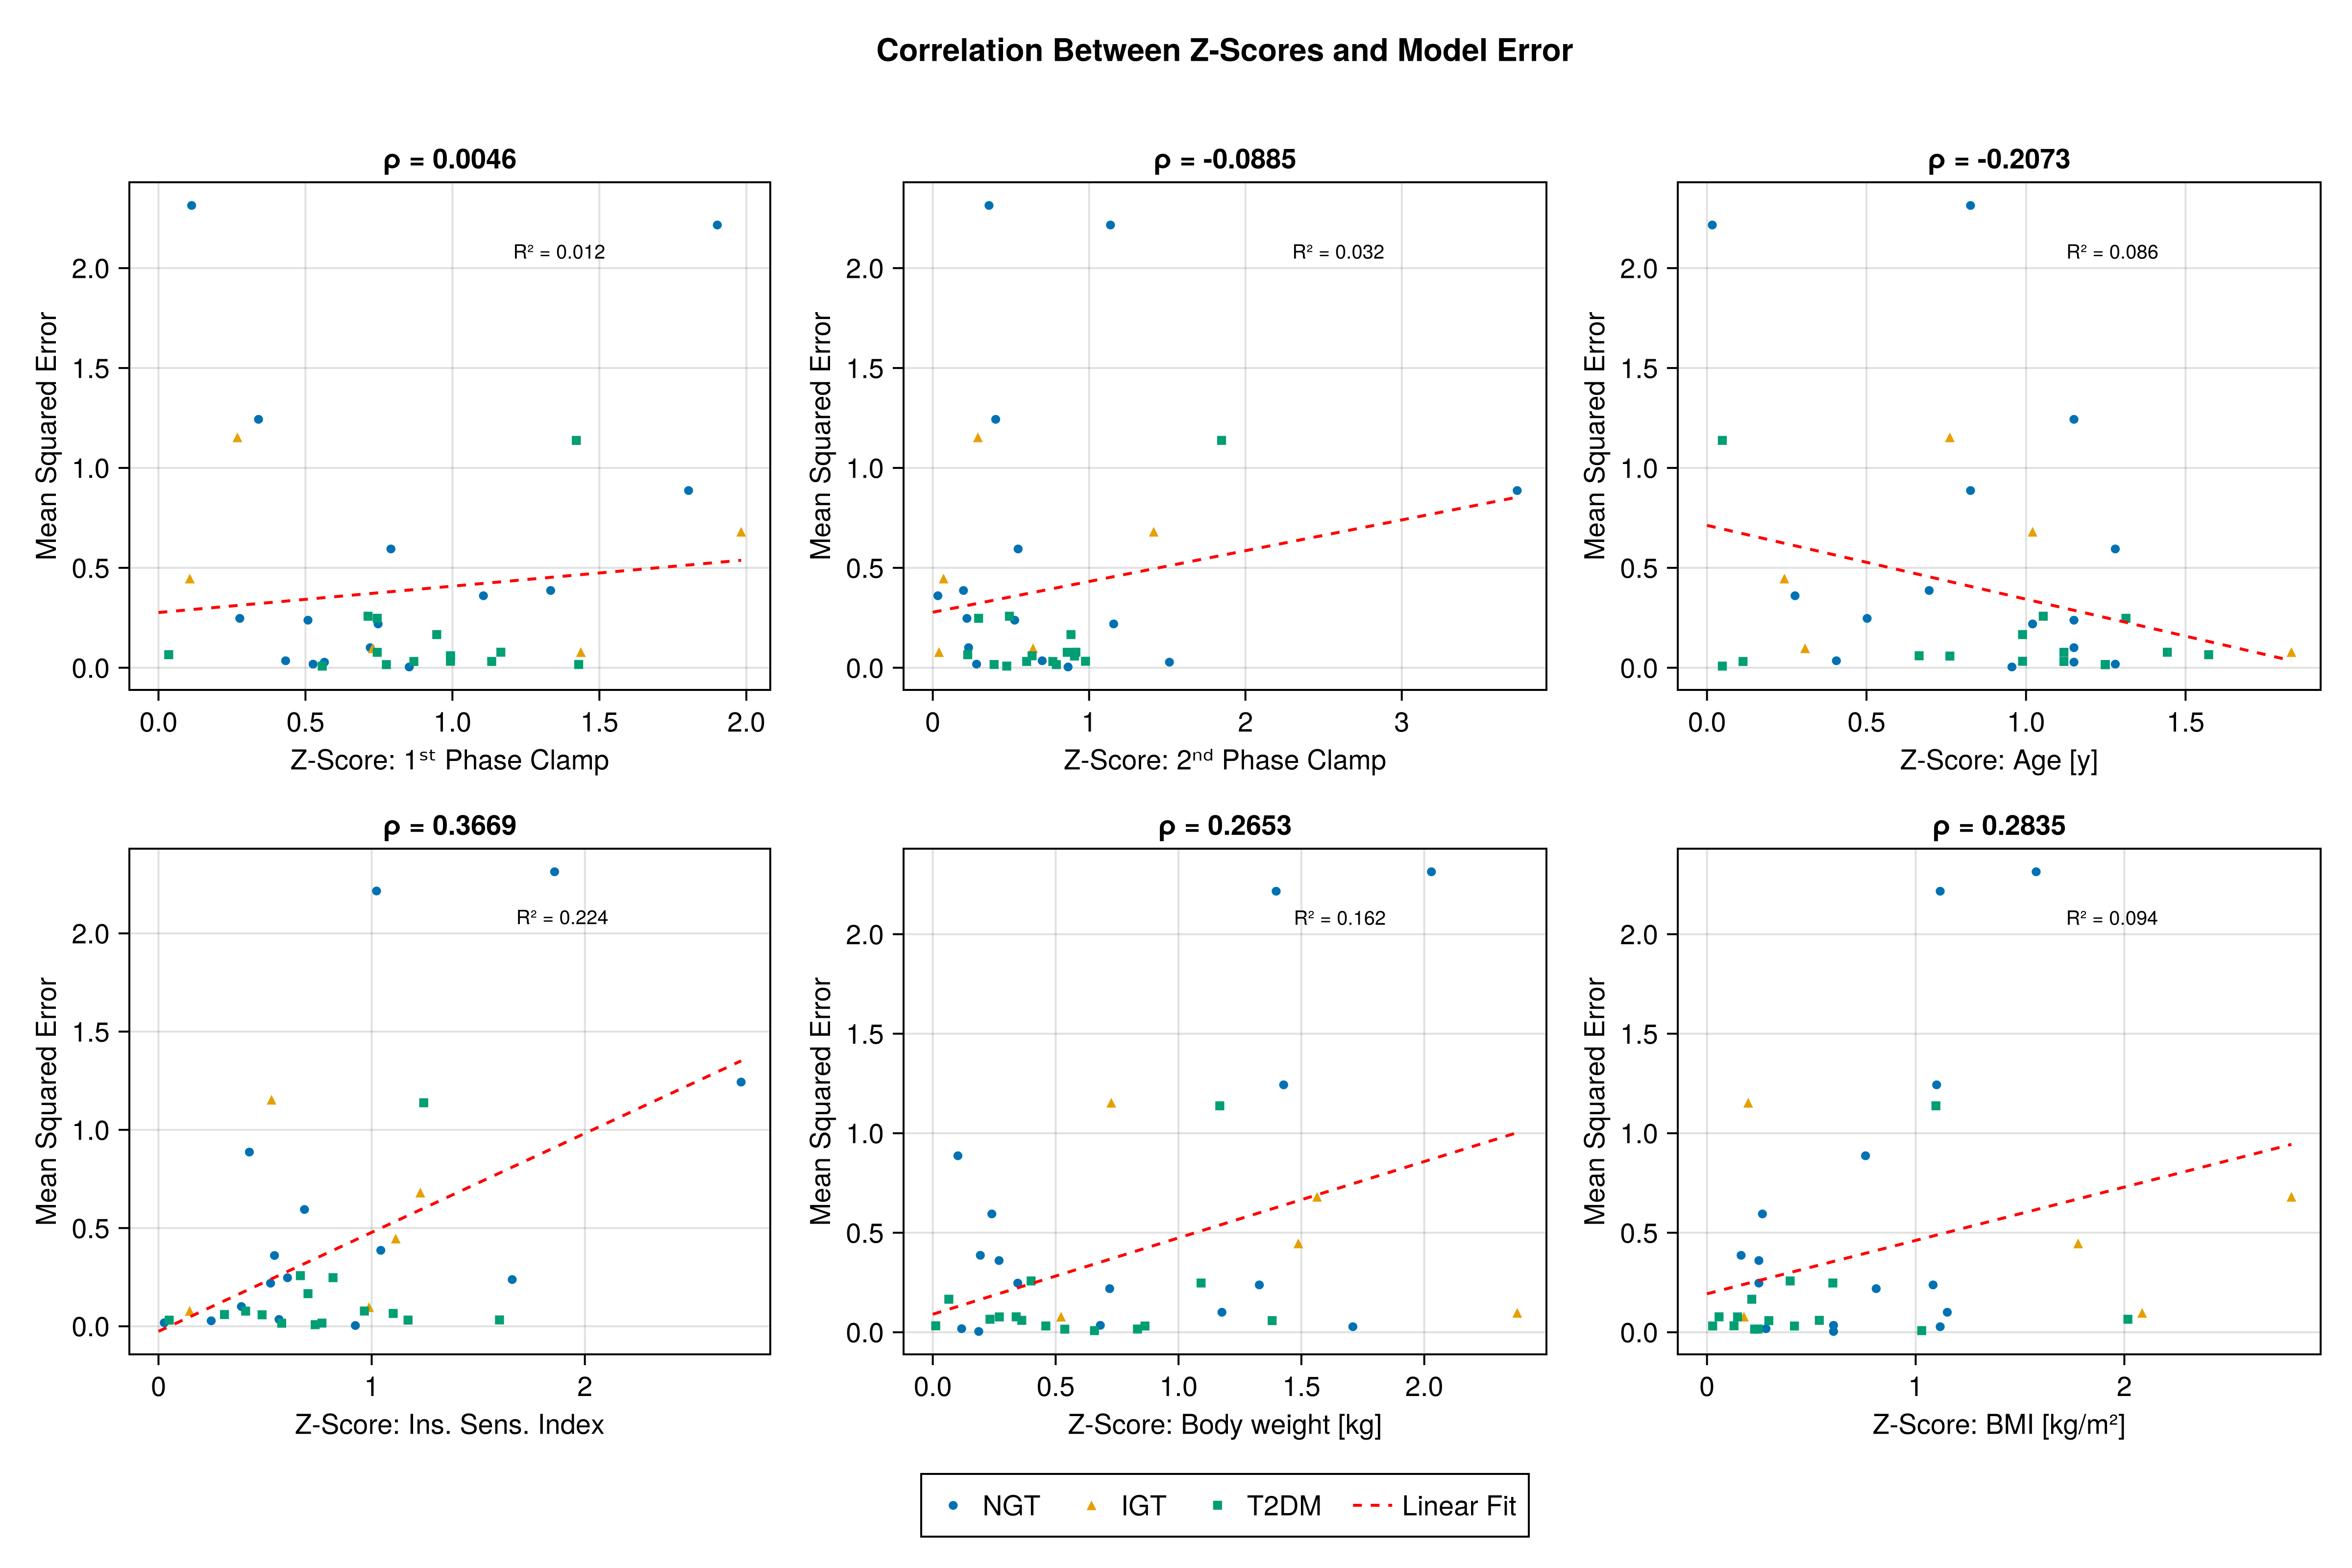 Correlation Between Z-Scores and Model Error
ρ = 0.0046
Mean Squared Error
2.0
1.5
1.0
0.5
0.0
R² = 0.012
0.0 0.5 1.0 1.5 2.0
Z-Score: 1ˢᵗ Phase Clamp
ρ = -0.0885
Mean Squared Error
2.0
1.5
1.0
0.5
0.0
R² = 0.032
0 1 2 3
Z-Score: 2ⁿᵈ Phase Clamp
ρ = -0.2073
Mean Squared Error
2.0
1.5
1.0
0.5
0.0
R² = 0.086
0.0 0.5 1.0 1.5
Z-Score: Age [y]
ρ = 0.3669
Mean Squared Error
2.0
1.5
1.0
0.5
0.0
R² = 0.224
0 1 2
Z-Score: Ins. Sens. Index
ρ = 0.2653
Mean Squared Error
2.0
1.5
1.0
0.5
0.0
R² = 0.162
0.0 0.5 1.0 1.5 2.0
Z-Score: Body weight [kg]
ρ = 0.2835
Mean Squared Error
2.0
1.5
1.0
0.5
0.0
R² = 0.094
0 1 2
Z-Score: BMI [kg/m²]
NGT IGT T2DM Linear Fit